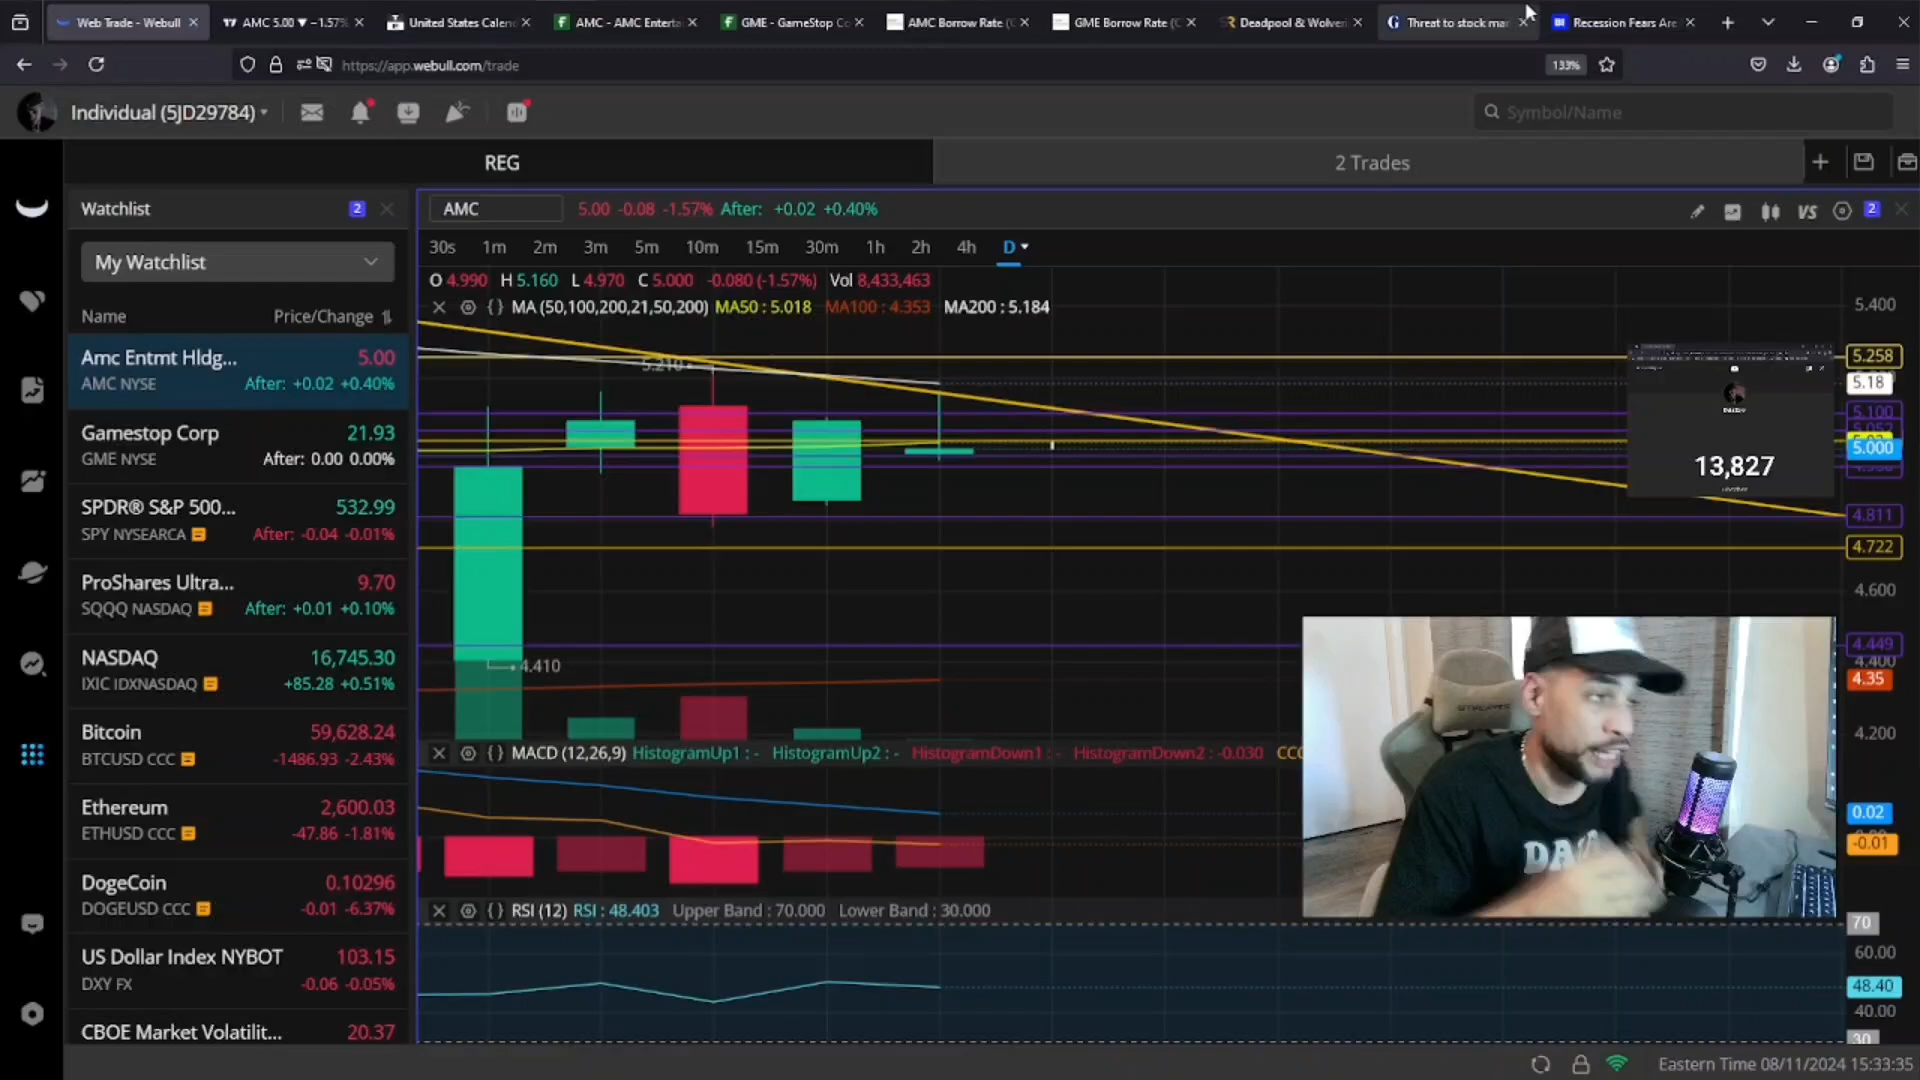 Web Trade - Webull
AMC 5.00 ▼ −1.57%
United States Calen
AMC - AMC Enterta
GME - GameStop Co
AMC Borrow Rate (
GME Borrow Rate (C
Deadpool & Wolver
Threat to stock mar
Recession Fears Are
https://app.webull.com/trade
133%
Individual (5JD29784)
Symbol/Name
REG
2 Trades
Watchlist
2
My Watchlist
Name
Price/Change
Amc Entmt Hldg...
5.00
AMC NYSE
After: +0.02 +0.40%
Gamestop Corp
21.93
GME NYSE
After: 0.00 0.00%
SPDR® S&P 500...
532.99
SPY NYSEARCA
After: -0.04 -0.01%
ProShares Ultra...
9.70
SQQQ NASDAQ
After: +0.01 +0.10%
NASDAQ
16,745.30
IXIC IDXNASDAQ
+85.28 +0.51%
Bitcoin
59,628.24
BTCUSD CCC
-1486.93 -2.43%
Ethereum
2,600.03
ETHUSD CCC
-47.86 -1.81%
DogeCoin
0.10296
DOGEUSD CCC
-0.01 -6.37%
US Dollar Index NYBOT
103.15
DXY FX
-0.06 -0.05%
CBOE Market Volatilit...
20.37
AMC
5.00 -0.08 -1.57% After: +0.02 +0.40%
VS
2
30s 1m 2m 3m 5m 10m 15m 30m 1h 2h 4h D
O 4.990 H 5.160 L 4.970 C 5.000 -0.080 (-1.57%) Vol 8,433,463
MA (50,100,200,21,50,200) MA50 : 5.018 MA100 : 4.353 MA200 : 5.184
5.210
4.410
5.400
5.258
5.18
5.100
5.000
4.811
4.722
4.600
4.449
4.400
4.35
4.200
13,827
MACD (12,26,9) HistogramUp1 : - HistogramUp2 : - HistogramDown1 : - HistogramDown2 : -0.030
0.02
-0.01
RSI (12) RSI : 48.403 Upper Band : 70.000 Lower Band : 30.000
70
60.00
48.40
40.00
30
Eastern Time 08/11/2024 15:33:35